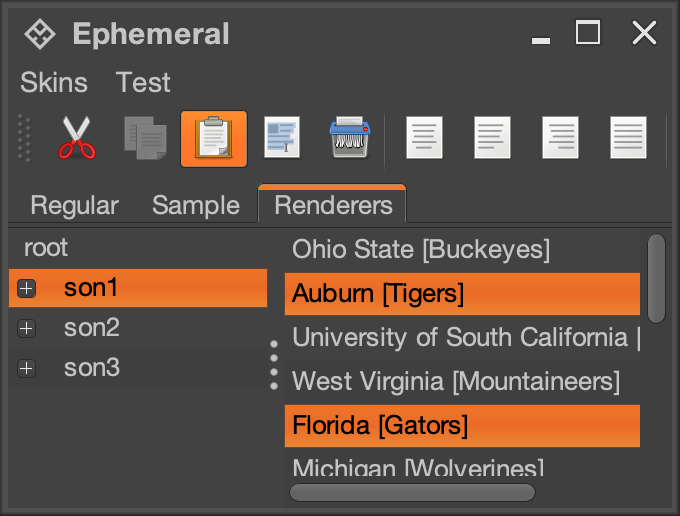 Ephemeral
Skins Test
Regular Sample Renderers
root
son1
son2
son3
Ohio State [Buckeyes]
Auburn [Tigers]
University of South California [
West Virginia [Mountaineers]
Florida [Gators]
Michigan [Wolverines]